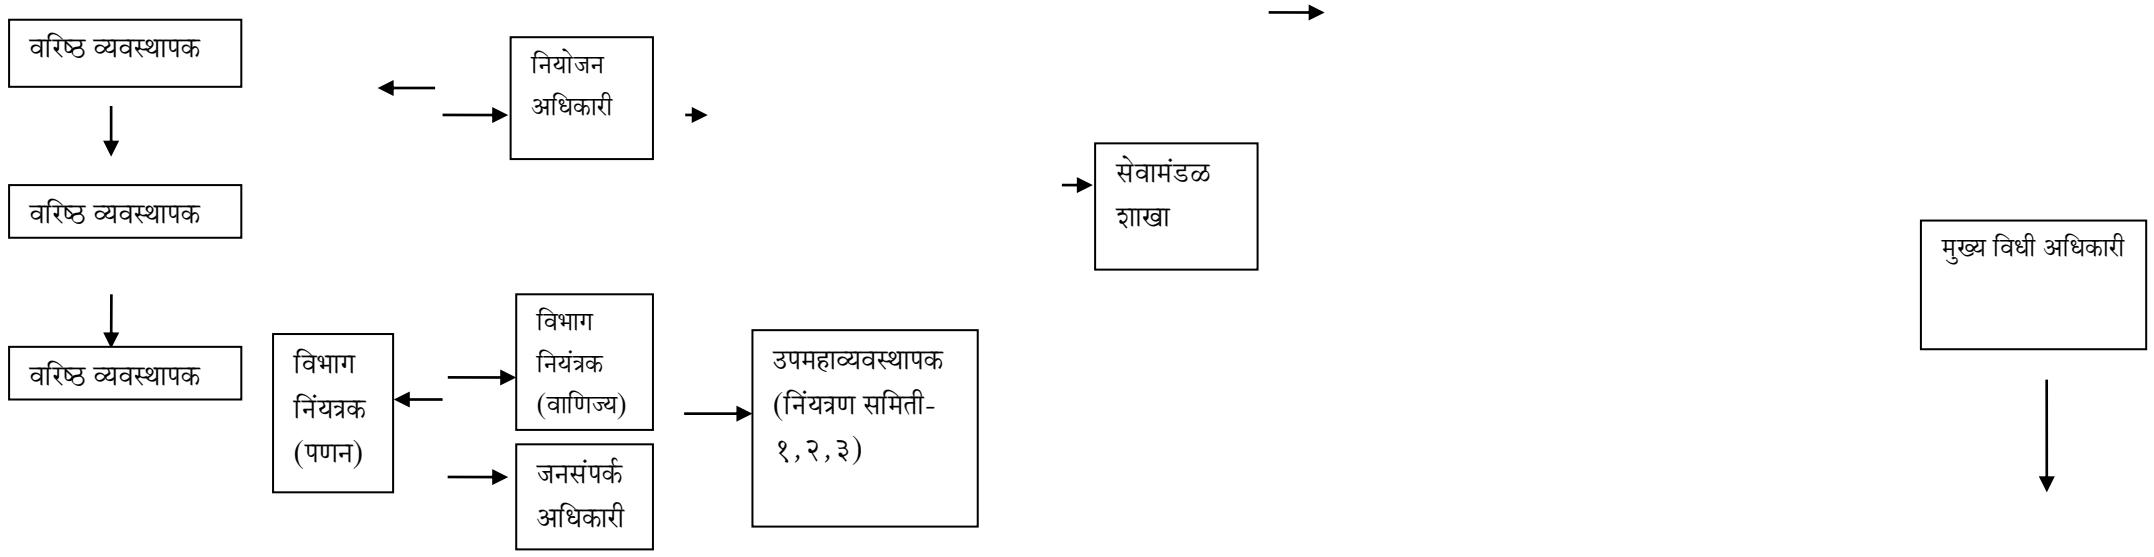 वरिष्ठ व्यवस्थापक
नियोजन
अधिकारी
सेवामंडळ
शाखा
वरिष्ठ व्यवस्थापक
मुख्य विधी अधिकारी
वरिष्ठ व्यवस्थापक
विभाग
निंयत्रक
(पणन)
विभाग
नियंत्रक
(वाणिज्य)
उपमहाव्यवस्थापक
(निंयत्रण समिती-
१,२,३)
जनसंपर्क
अधिकारी